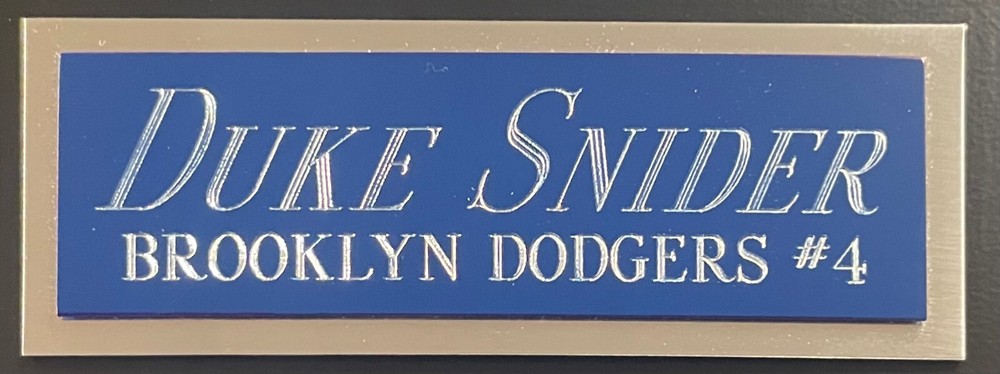 DUKE SNIDER
BROOKLYN DODGERS #4